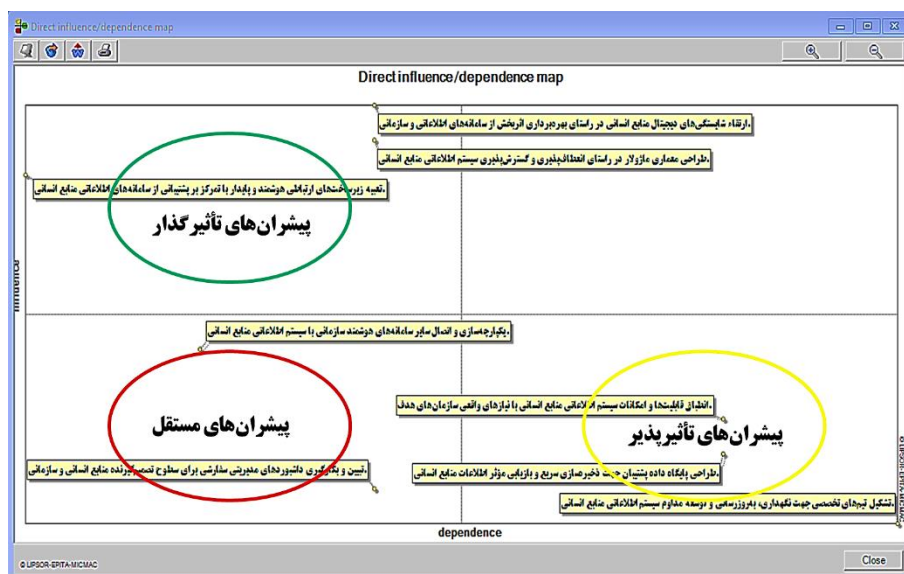 Direct influence/dependence map
Direct influence/dependence map
.ارتقاء شایستگی‌های دیجیتال منابع انسانی در راستای بهره‌برداری اثربخش از سامانه‌های اطلاعاتی و سازمانی
.طراحی معماری ماژولار در راستای انعطاف‌پذیری و گسترش‌پذیری سیستم اطلاعاتی منابع انسانی
.تعبیه زیرساخت‌های ارتباطی هوشمند و پایدار با تمرکز بر پشتیبانی از سامانه‌های اطلاعاتی منابع انسانی
پیشران‌های تأثیرگذار
influence
.یکپارچه‌سازی و اتصال سایر سامانه‌های هوشمند سازمانی با سیستم اطلاعاتی منابع انسانی
.انطباق قابلیت‌ها و امکانات سیستم اطلاعاتی منابع انسانی با نیازهای واقعی سازمان‌های هدف
پیشران‌های مستقل
پیشران‌های تأثیرپذیر
.تبیین و بکارگیری داشبوردهای مدیریتی سفارشی برای سطوح تصمیم‌گیرنده منابع انسانی و سازمانی
.طراحی پایگاه داده پشتیبان جهت ذخیره‌سازی سریع و بازیابی مؤثر اطلاعات منابع انسانی
.تشکیل تیم‌های تخصصی جهت نگهداری، به‌روزرسانی و توسعه مداوم سیستم اطلاعاتی منابع انسانی
© LIPSOR-EPITA-MICMAC
dependence
© LIPSOR-EPITA-MICMAC
Close